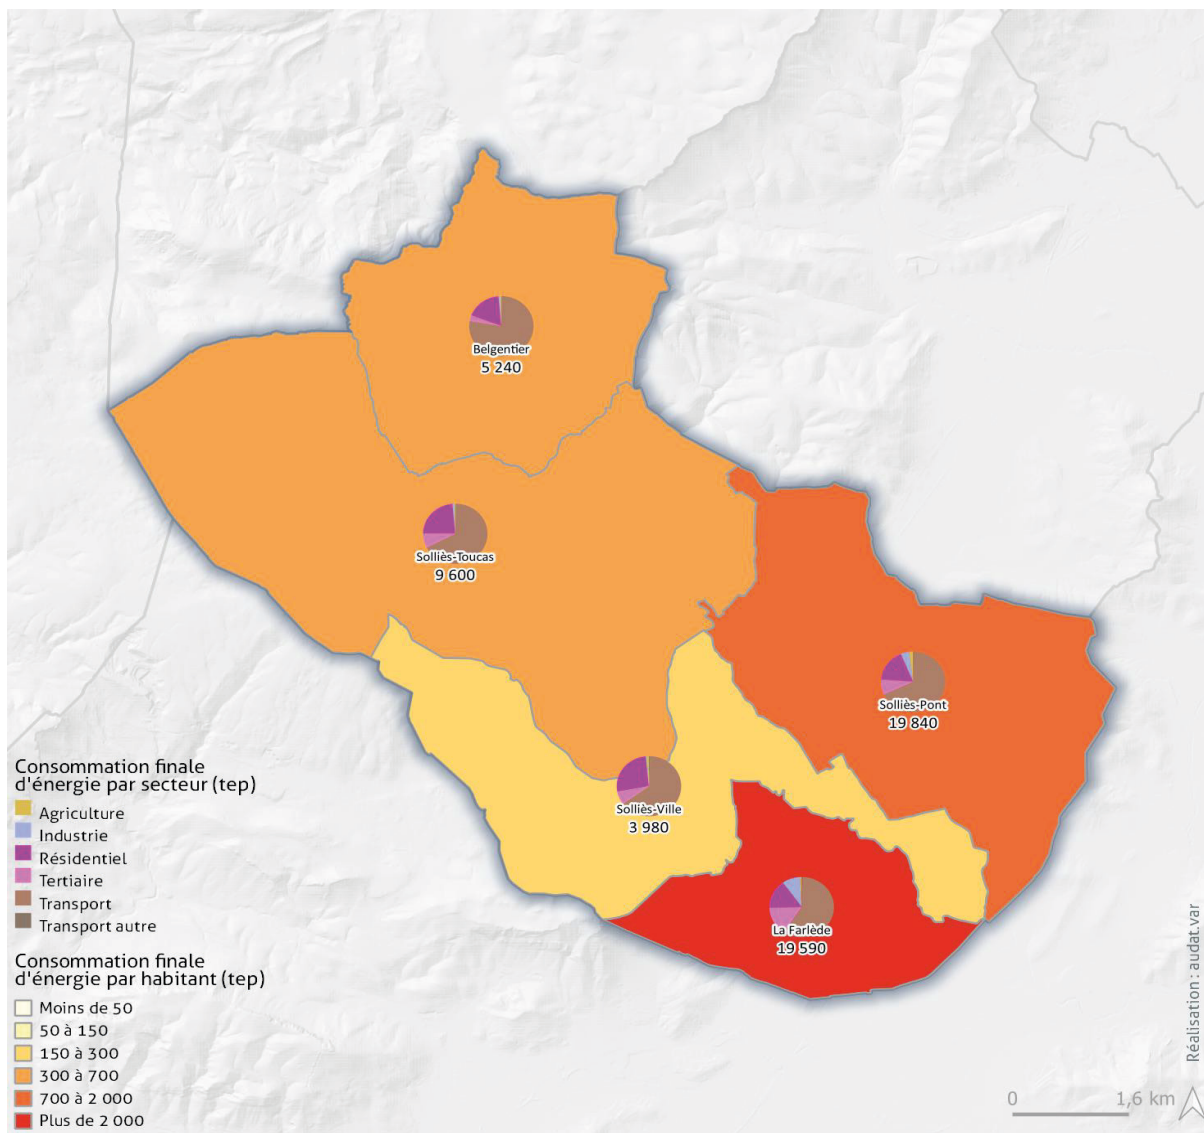 Belgentier
5 240
Solliès-Toucas
9 600
Solliès-Pont
19 840
Solliès-Ville
3 980
La Farlède
19 590
Consommation finale
d'énergie par secteur (tep)
Agriculture
Industrie
Résidentiel
Tertiaire
Transport
Transport autre
Consommation finale
d'énergie par habitant (tep)
Moins de 50
50 à 150
150 à 300
300 à 700
700 à 2 000
Plus de 2 000
0 1,6 km
Réalisation : audat.var